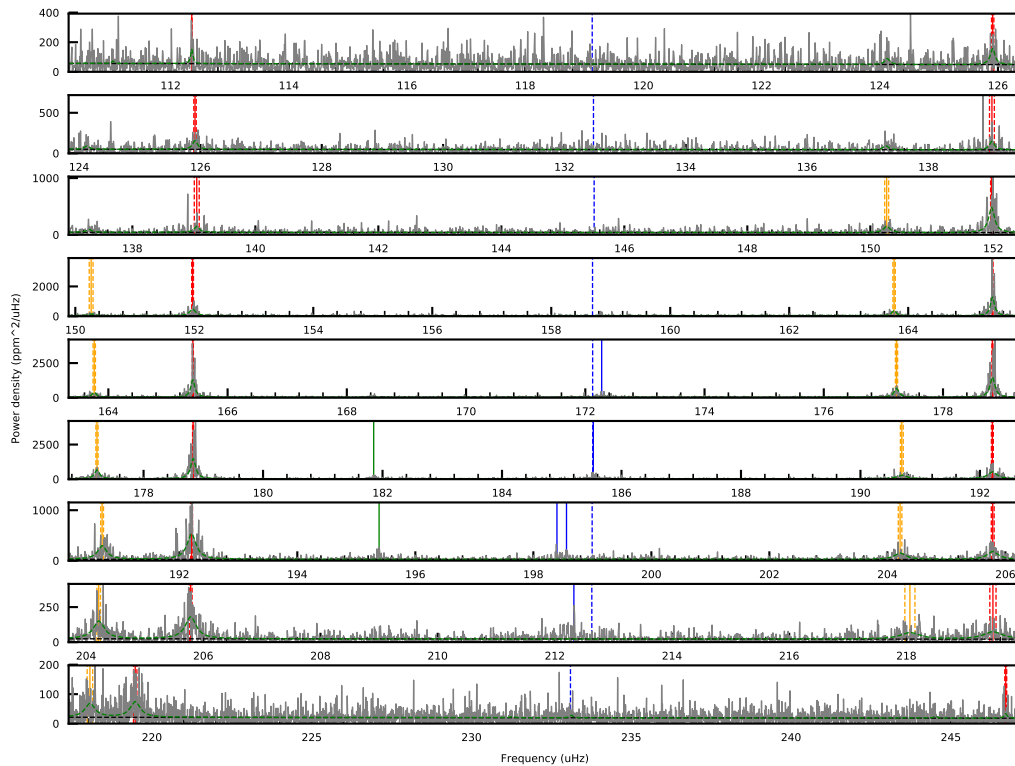 400
200
0
112 114 116 118 120 122 124 126
500
0
124 126 128 130 132 134 136 138
1000
0
138 140 142 144 146 148 150 152
2000
0
150 152 154 156 158 160 162 164
2500
0
164 166 168 170 172 174 176 178
2500
0
178 180 182 184 186 188 190 192
1000
0
192 194 196 198 200 202 204 206
250
0
204 206 208 210 212 214 216 218
200
100
0
220 225 230 235 240 245
Power density (ppm^2/uHz)
Frequency (uHz)